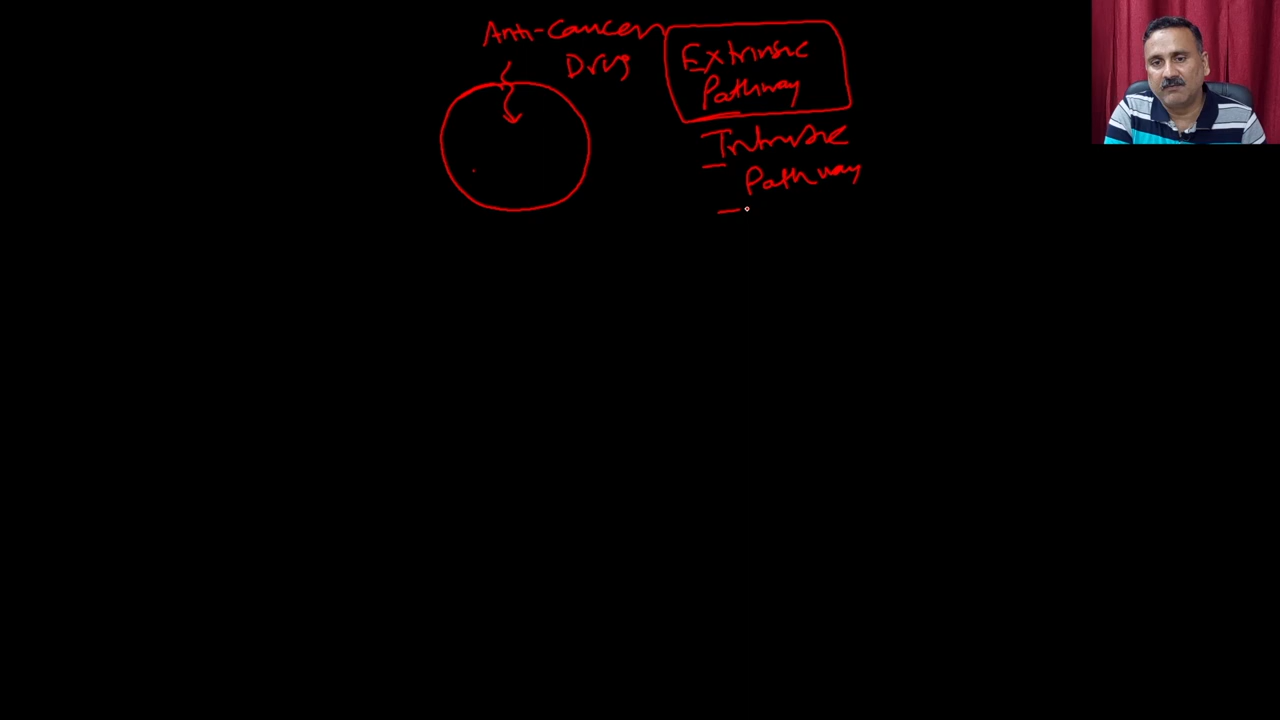 Anti-Cancer
Drug
Extrinsic
Pathway
Intrinsic
Pathway